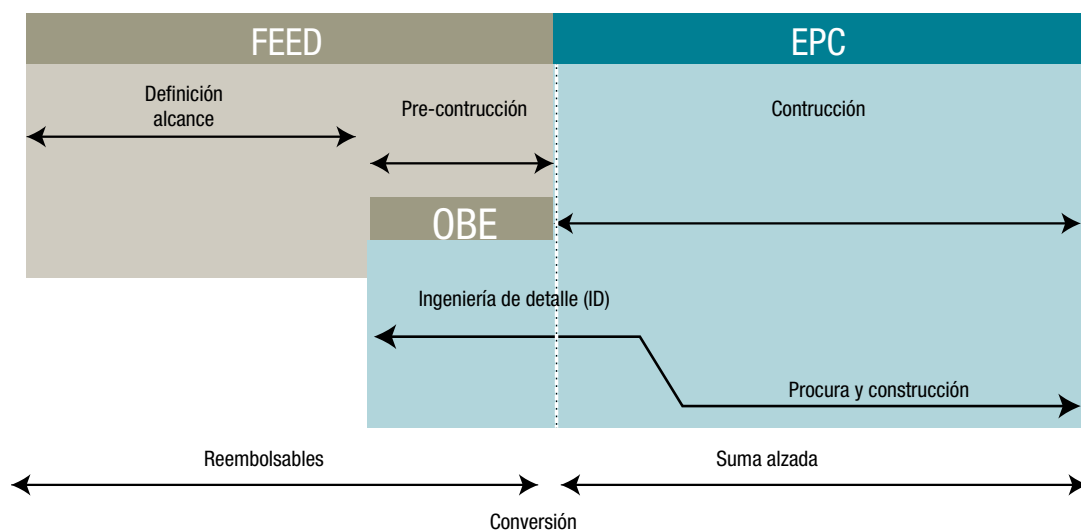 FEED
EPC
Definición
alcance
Pre-contrucción
Contrucción
OBE
Ingeniería de detalle (ID)
Procura y construcción
Reembolsables
Suma alzada
Conversión